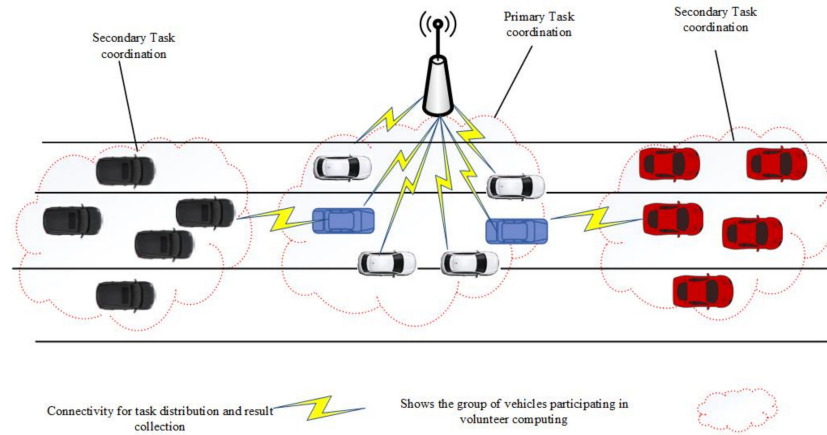 Secondary Task
coordination
Primary Task
coordination
Secondary Task
coordination
Connectivity for task distribution and result
collection
Shows the group of vehicles participating in
volunteer computing